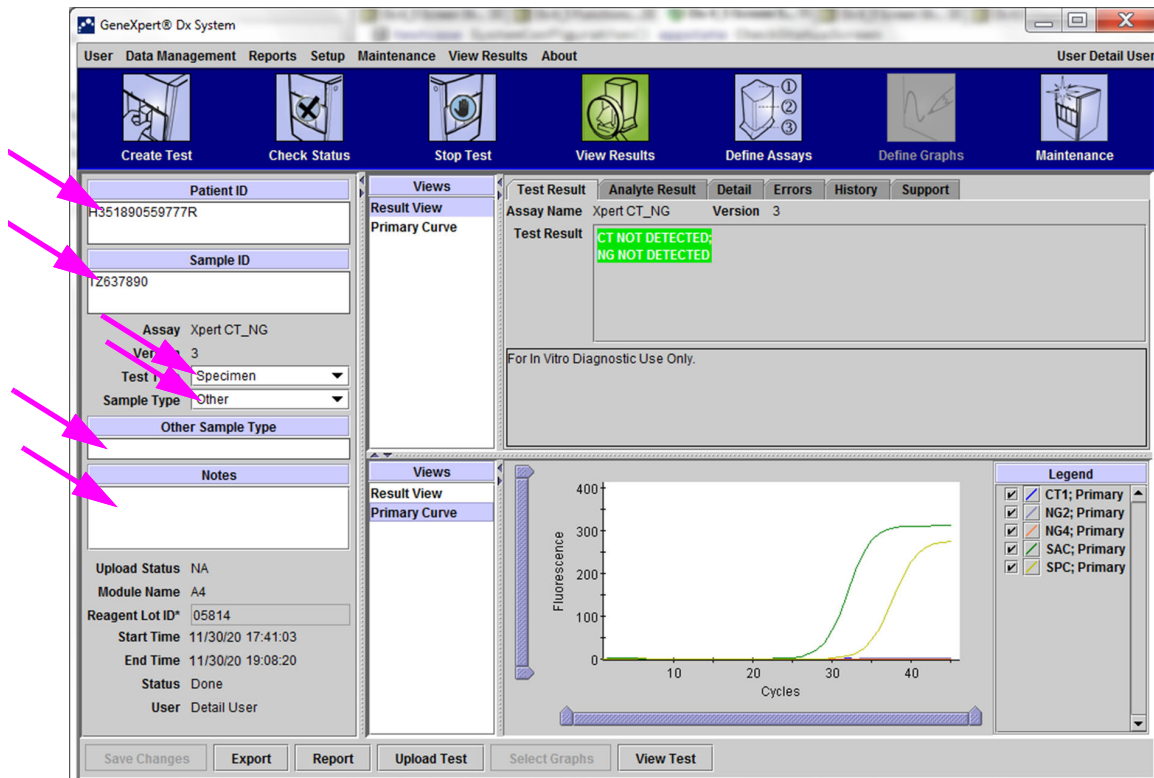 GeneXpert® Dx System
User Data Management Reports Setup Maintenance View Results About User Detail User
Create Test Check Status Stop Test View Results Define Assays Define Graphs Maintenance
Patient ID
H351890559777R
Sample ID
TZ637890
Assay Xpert CT_NG
Version 3
Test Specimen
Sample Type Other
Other Sample Type
Notes
Upload Status NA
Module Name A4
Reagent Lot ID* 05814
Start Time 11/30/20 17:41:03
End Time 11/30/20 19:08:20
Status Done
User Detail User
Views
Result View
Primary Curve
Test Result Analyte Result Detail Errors History Support
Assay Name Xpert CT_NG Version 3
Test Result CT NOT DETECTED;
NG NOT DETECTED
For In Vitro Diagnostic Use Only.
Views
Result View
Primary Curve
400
300
200
100
0
Fluorescence
10 20 30 40
Cycles
Legend
CT1; Primary
NG2; Primary
NG4; Primary
SAC; Primary
SPC; Primary
Save Changes Export Report Upload Test Select Graphs View Test